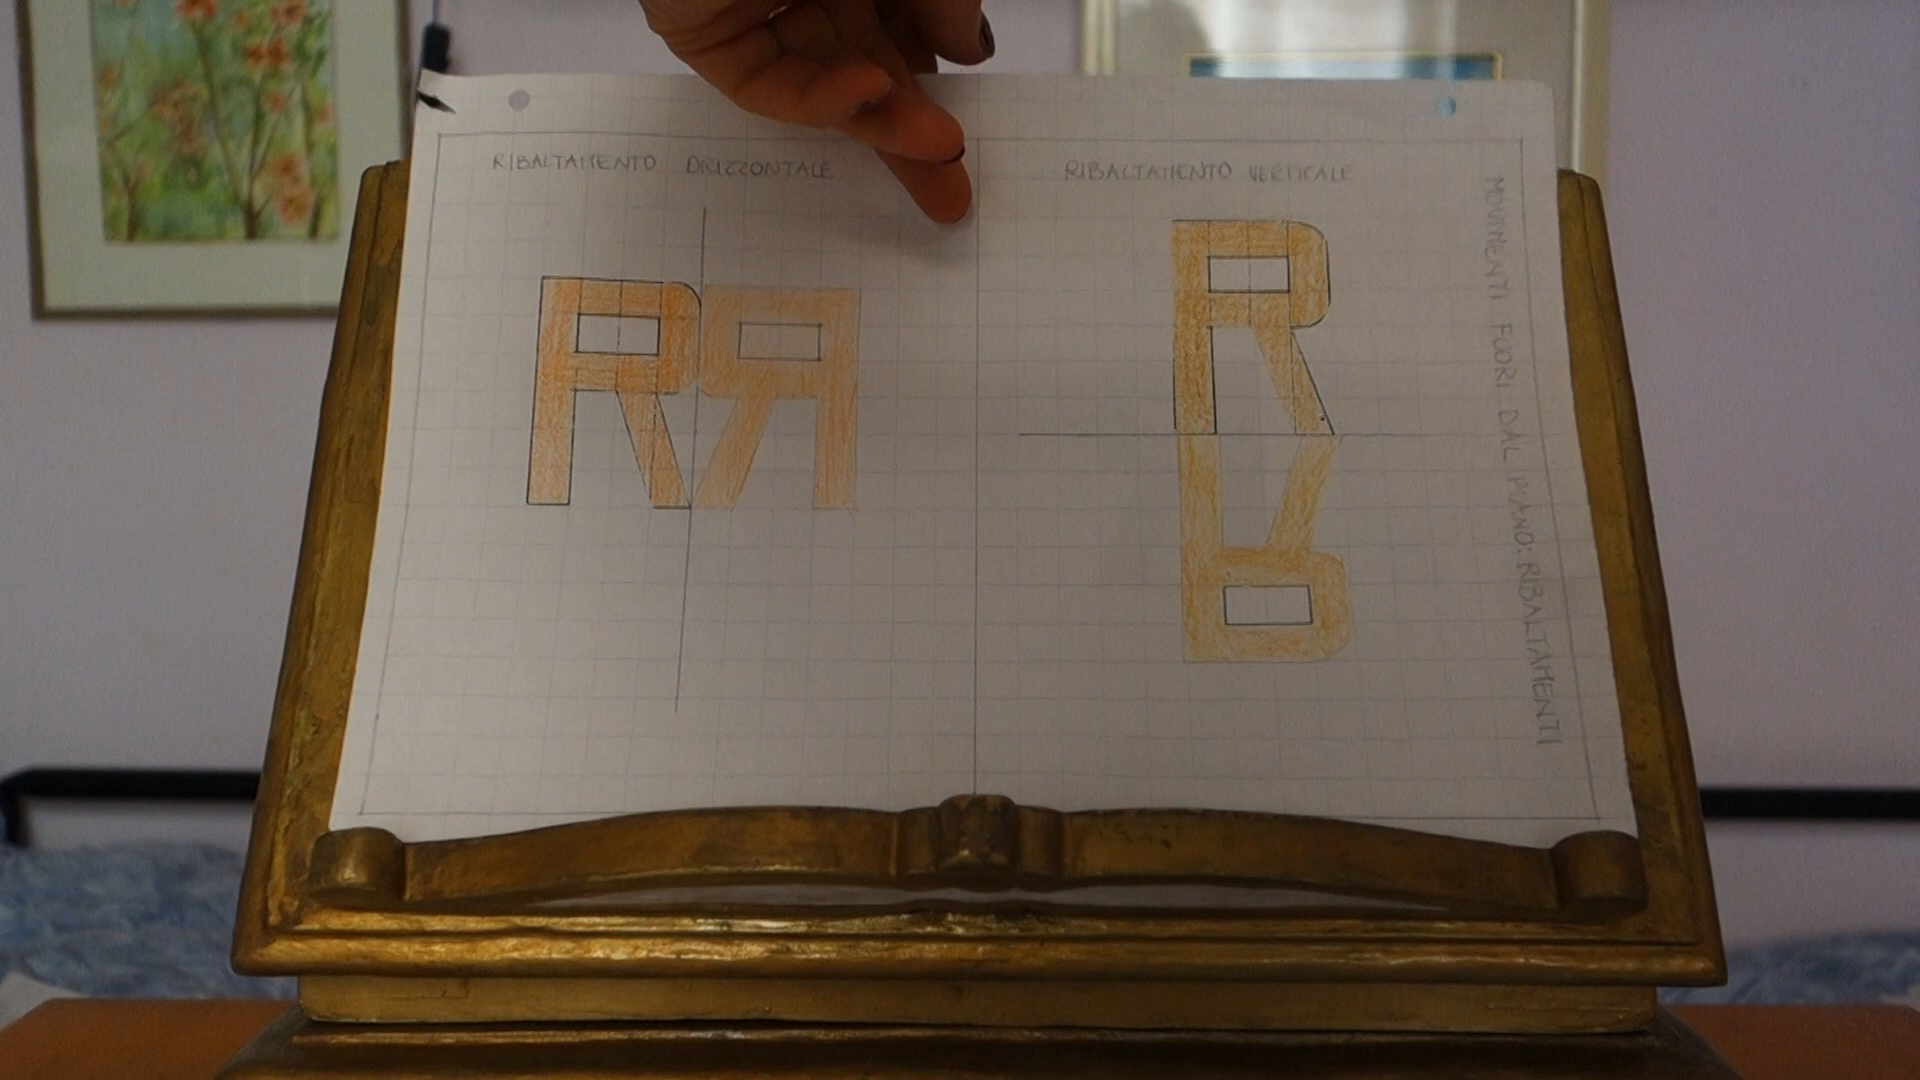 RIBALTAMENTO ORIZZONTALE
RIBALTAMENTO VERTICALE
MOVIMENTI FUORI DAL PIANO: RIBALTAMENTI
R R
R
R